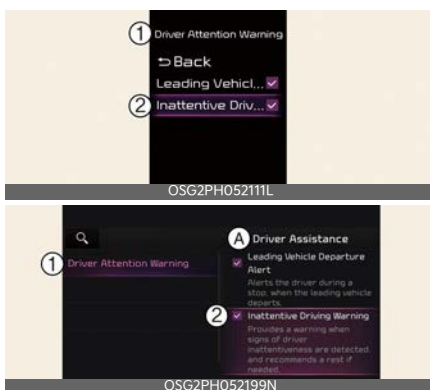 ① Driver Attention Warning
⮌ Back
Leading Vehicl...
② Inattentive Driv...
OSG2PH052111L
Ⓐ Driver Assistance
① Driver Attention Warning
Leading Vehicle Departure
Alert
Alerts the driver during a
stop, when the leading vehicle
departs.
② Inattentive Driving Warning
Provides a warning when
signs of driver
inattentiveness are detected,
and recommends a rest if
needed.
OSG2PH052199N